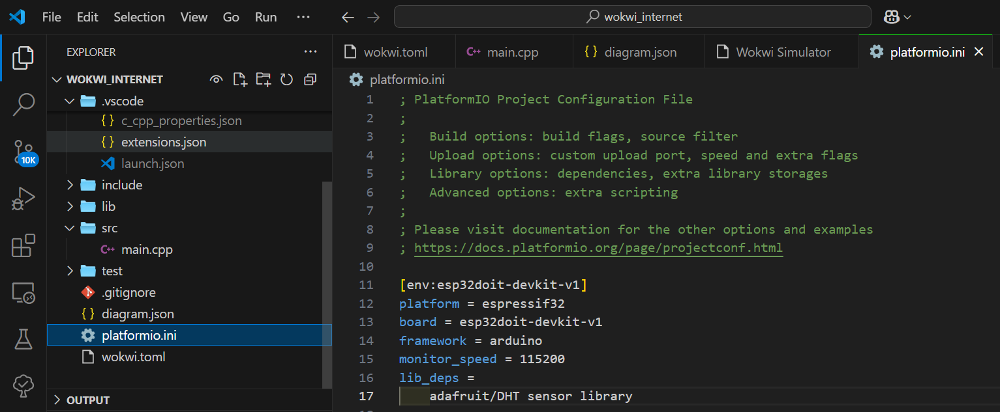 File Edit Selection View Go Run ···
wokwi_internet
EXPLORER ···
WOKWI_INTERNET
.vscode
{} c_cpp_properties.json
{} extensions.json
launch.json
include
lib
src
C++ main.cpp
test
.gitignore
{} diagram.json
platformio.ini
wokwi.toml
OUTPUT
10K
wokwi.toml
C++ main.cpp
{} diagram.json
Wokwi Simulator
platformio.ini
platformio.ini
1 ; PlatformIO Project Configuration File
2 ;
3 ;   Build options: build flags, source filter
4 ;   Upload options: custom upload port, speed and extra flags
5 ;   Library options: dependencies, extra library storages
6 ;   Advanced options: extra scripting
7 ;
8 ; Please visit documentation for the other options and examples
9 ; https://docs.platformio.org/page/projectconf.html
10
11 [env:esp32doit-devkit-v1]
12 platform = espressif32
13 board = esp32doit-devkit-v1
14 framework = arduino
15 monitor_speed = 115200
16 lib_deps =
17     adafruit/DHT sensor library